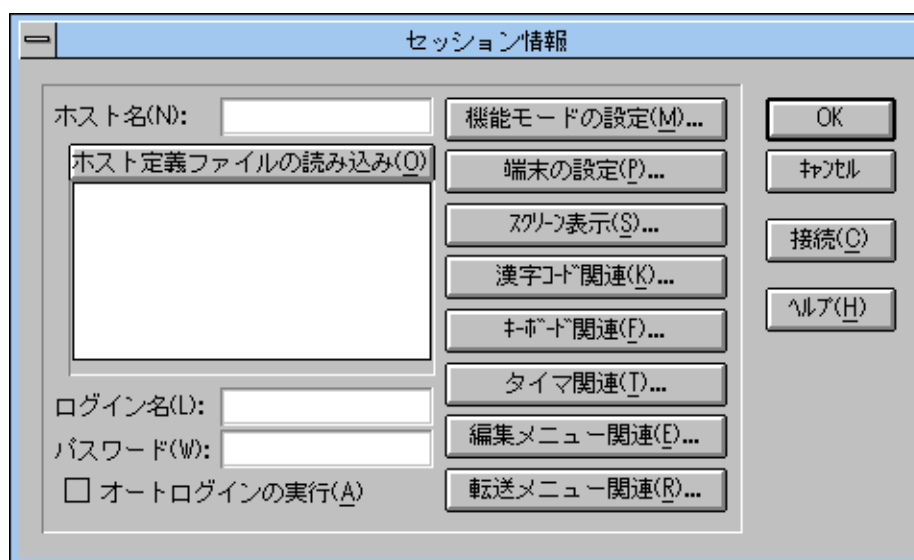 セッション情報
ホスト名(N):
ホスト定義ファイルの読み込み(O)
ログイン名(L):
パスワード(W):
オートログインの実行(A)
機能モードの設定(M)...
端末の設定(P)...
ｽｸﾘｰﾝ表示(S)...
漢字ｺｰﾄﾞ関連(K)...
ｷｰﾎﾞｰﾄﾞ関連(F)...
タイマ関連(T)...
編集メニュー関連(E)...
転送メニュー関連(R)...
OK
ｷｬﾝｾﾙ
接続(C)
ﾍﾙﾌﾟ(H)